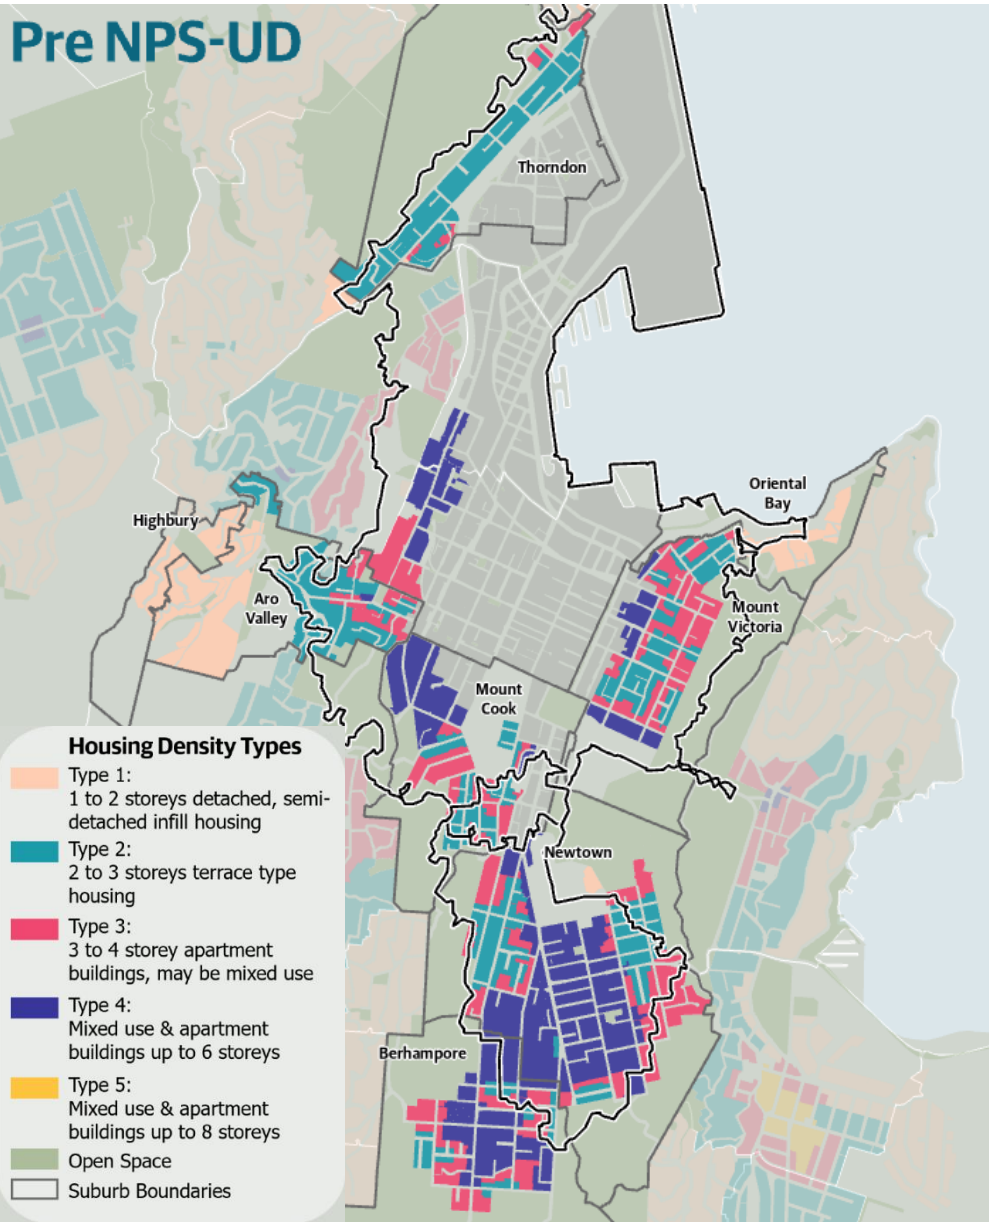 Pre NPS-UD
Thorndon
Oriental
Bay
Highbury
Aro
Valley
Mount
Victoria
Mount
Cook
Newtown
Berhampore
Housing Density Types
Type 1:
1 to 2 storeys detached, semi-
detached infill housing
Type 2:
2 to 3 storeys terrace type
housing
Type 3:
3 to 4 storey apartment
buildings, may be mixed use
Type 4:
Mixed use & apartment
buildings up to 6 storeys
Type 5:
Mixed use & apartment
buildings up to 8 storeys
Open Space
Suburb Boundaries